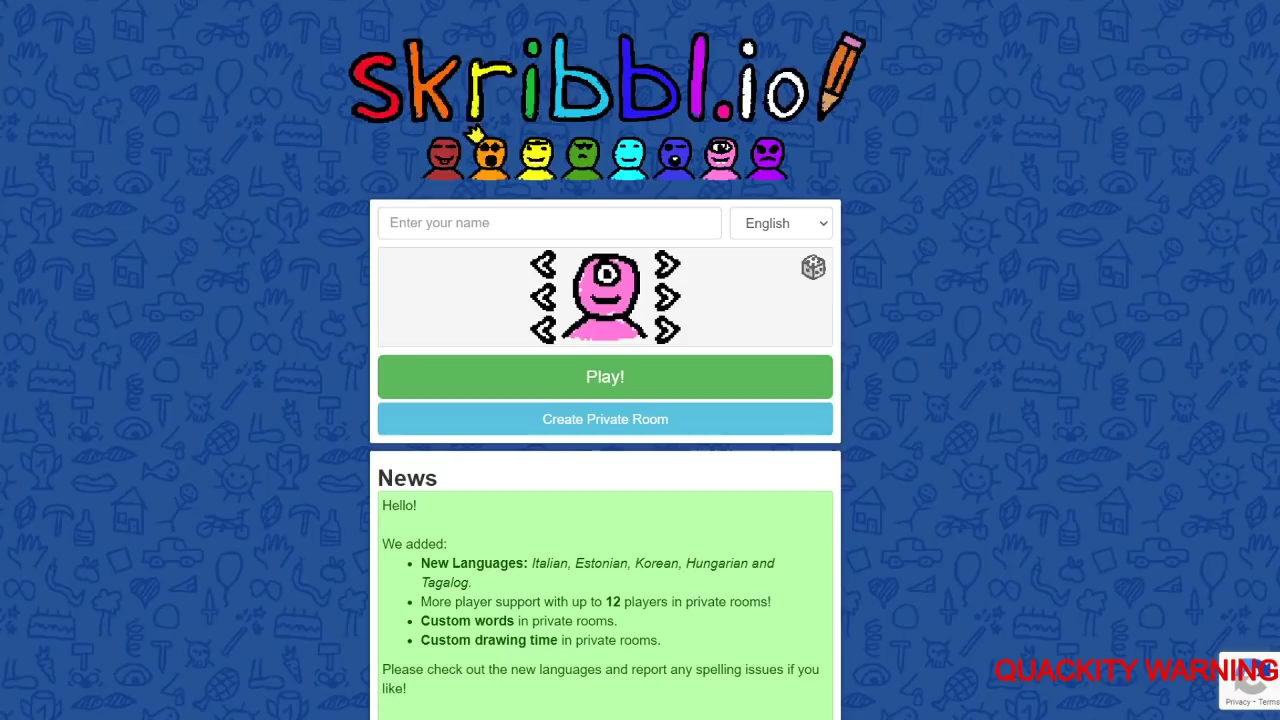 skribbl.io
Enter your name
English
Play!
Create Private Room
News
Hello!
We added:
New Languages: Italian, Estonian, Korean, Hungarian and
Tagalog.
More player support with up to 12 players in private rooms!
Custom words in private rooms.
Custom drawing time in private rooms.
Please check out the new languages and report any spelling issues if you
like!
QUACKITY WARNING
Privacy - Terms